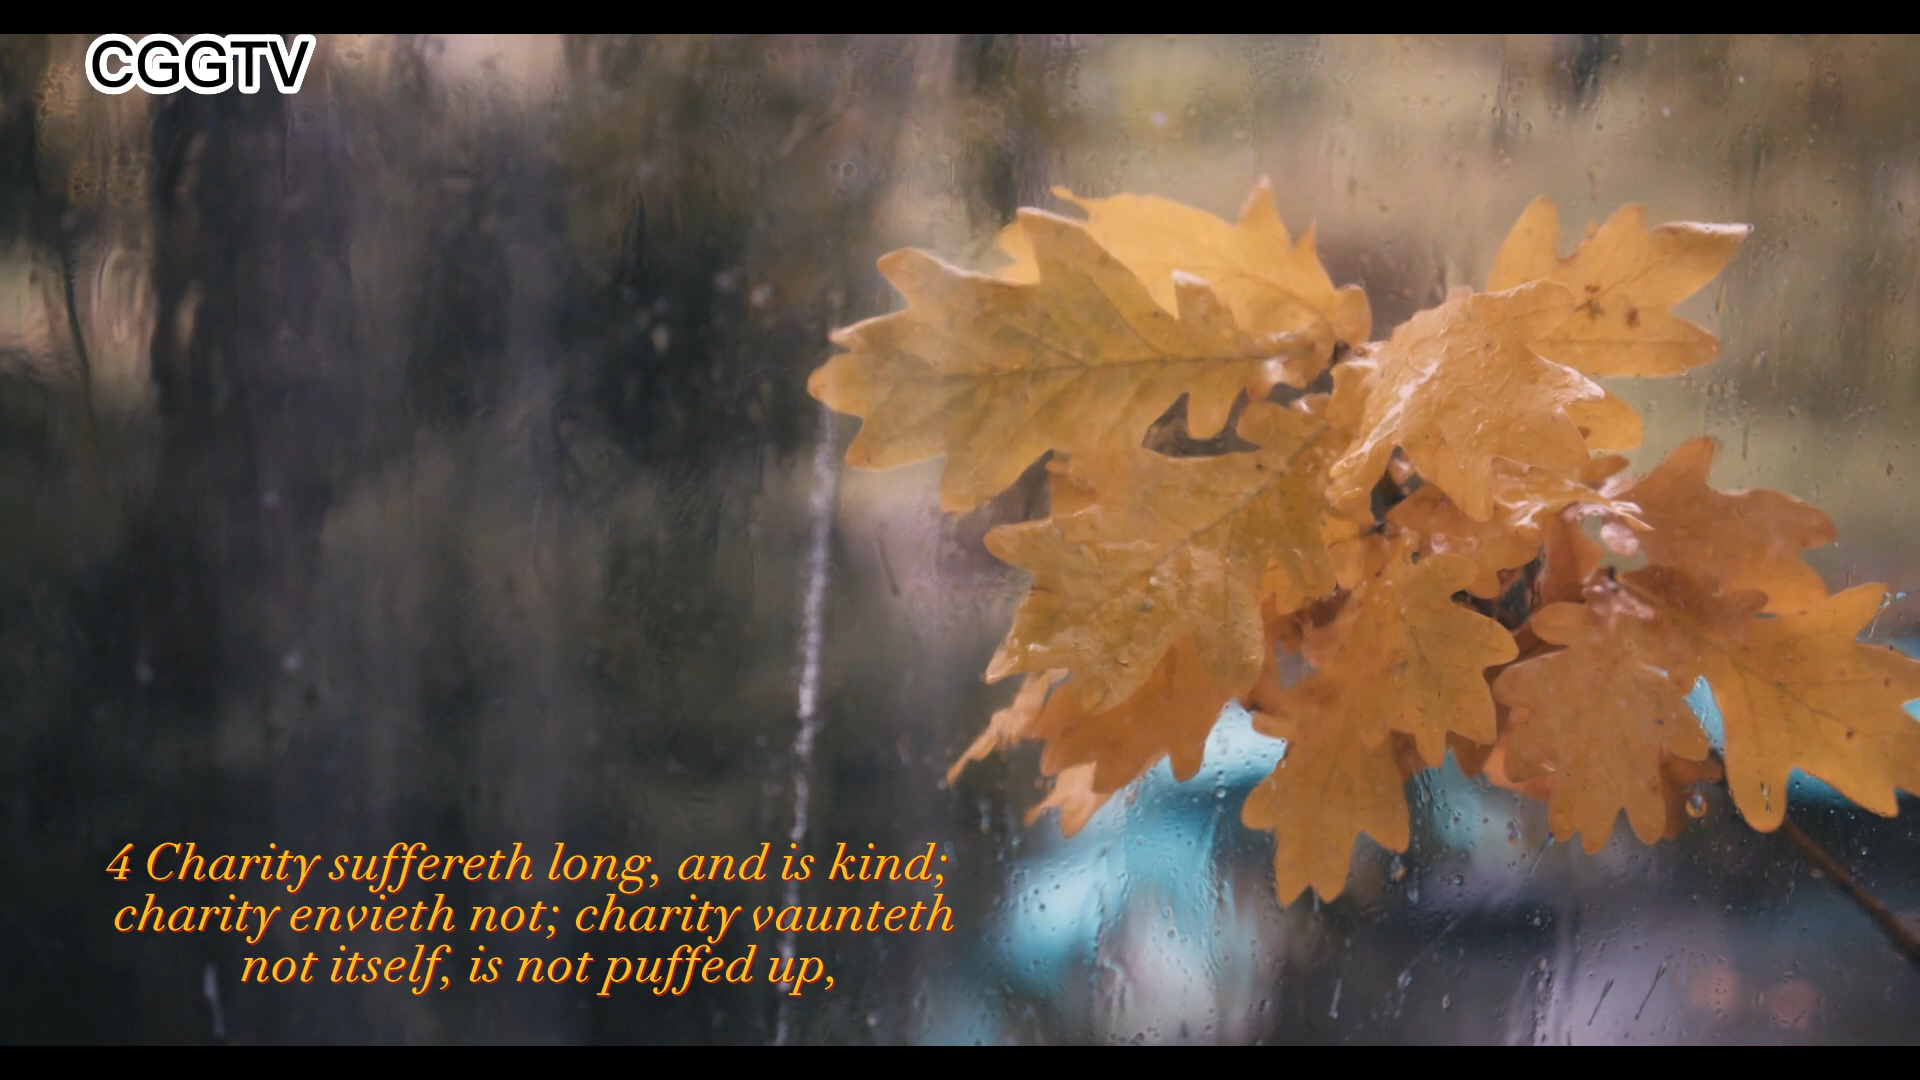 CGGTV
4 Charity suffereth long, and is kind;
charity envieth not; charity vaunteth
not itself, is not puffed up,